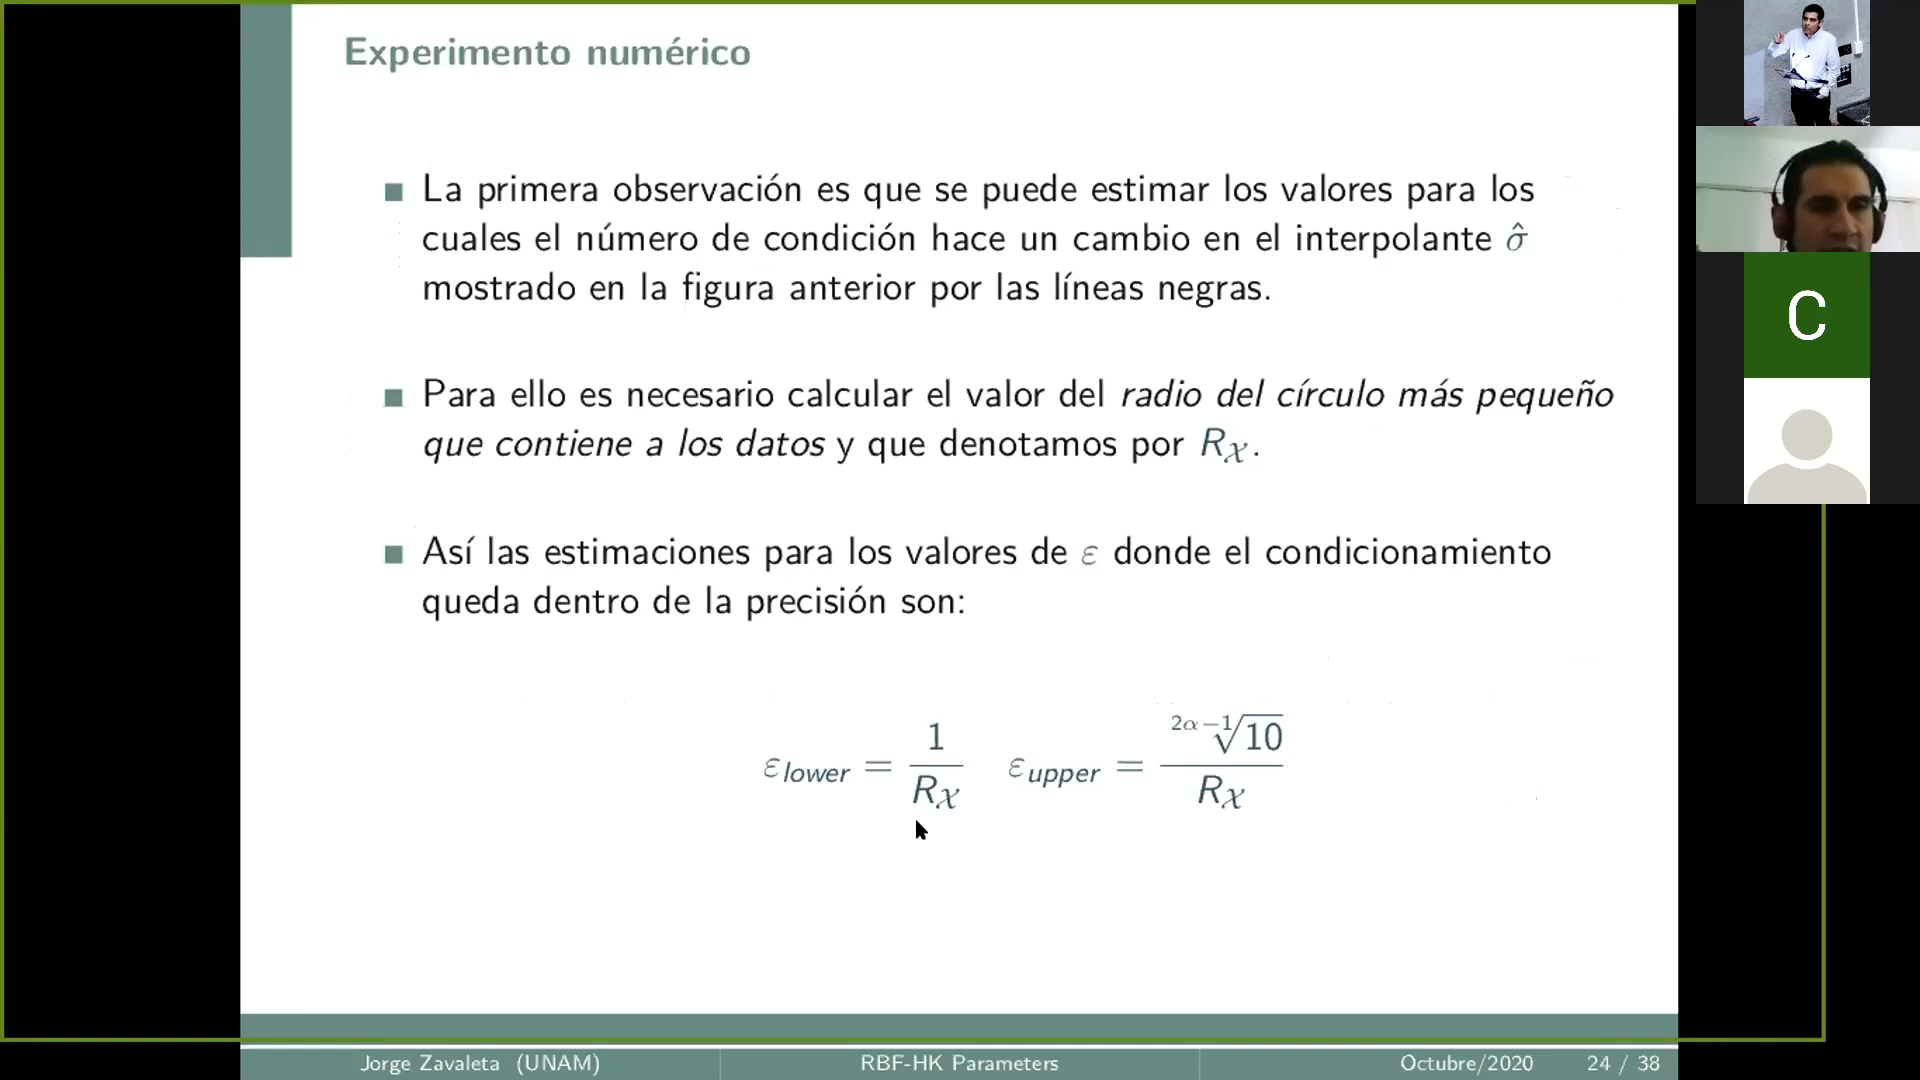 Experimento numérico
La primera observación es que se puede estimar los valores para los
cuales el número de condición hace un cambio en el interpolante σ̂
mostrado en la figura anterior por las líneas negras.
Para ello es necesario calcular el valor del radio del círculo más pequeño
que contiene a los datos y que denotamos por R_𝒳.
Así las estimaciones para los valores de ε donde el condicionamiento
queda dentro de la precisión son:
ε_lower = 1 / R_𝒳   ε_upper = ^{2α−1}√10 / R_𝒳
Jorge Zavaleta (UNAM) RBF-HK Parameters Octubre/2020 24 / 38
C